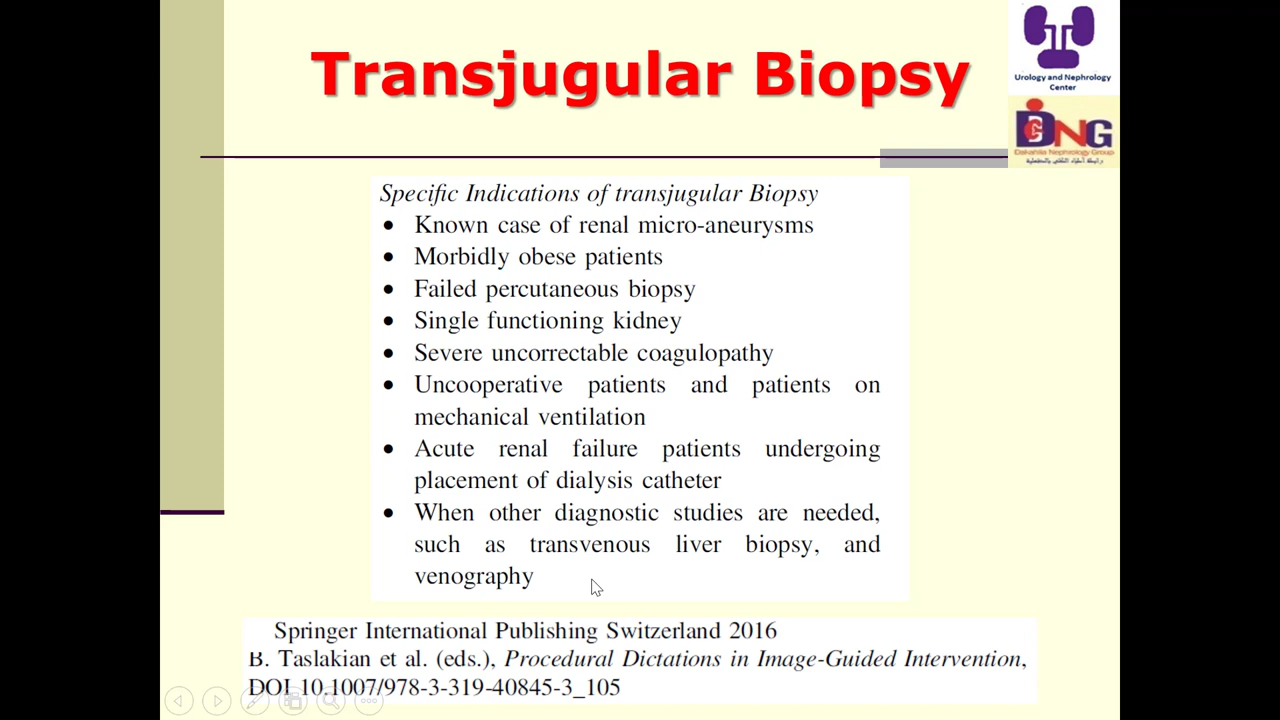 Transjugular Biopsy
Urology and Nephrology
Center
DNG
Dakahlia Nephrology Group
Specific Indications of transjugular Biopsy
• Known case of renal micro-aneurysms
• Morbidly obese patients
• Failed percutaneous biopsy
• Single functioning kidney
• Severe uncorrectable coagulopathy
• Uncooperative patients and patients on
mechanical ventilation
• Acute renal failure patients undergoing
placement of dialysis catheter
• When other diagnostic studies are needed,
such as transvenous liver biopsy, and
venography
Springer International Publishing Switzerland 2016
B. Taslakian et al. (eds.), Procedural Dictations in Image-Guided Intervention,
DOI 10.1007/978-3-319-40845-3_105